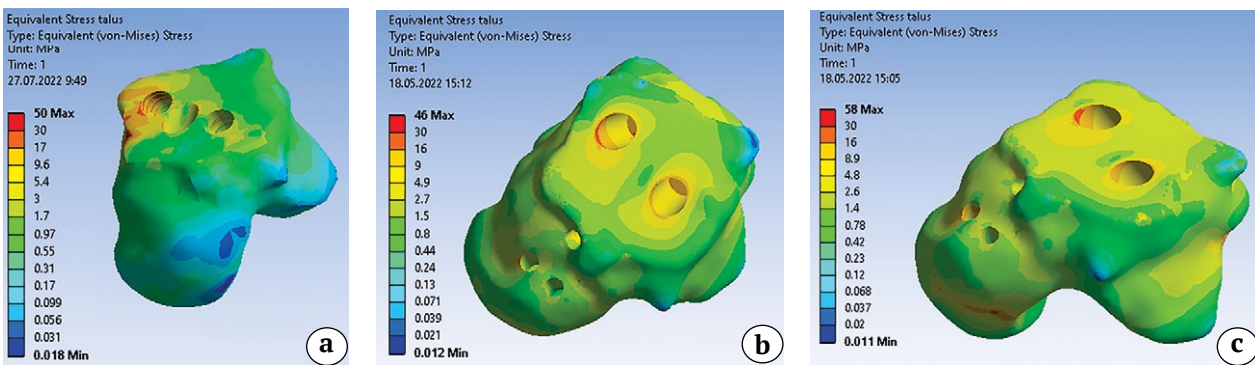 Equivalent Stress talus
Type: Equivalent (von-Mises) Stress
Unit: MPa
Time: 1
27.07.2022 9:49
50 Max
30
17
9.6
5.4
3
1.7
0.97
0.55
0.31
0.17
0.099
0.056
0.031
0.018 Min
a
Equivalent Stress talus
Type: Equivalent (von-Mises) Stress
Unit: MPa
Time: 1
18.05.2022 15:12
46 Max
30
16
9
4.9
2.7
1.5
0.8
0.44
0.24
0.13
0.071
0.039
0.021
0.012 Min
b
Equivalent Stress talus
Type: Equivalent (von-Mises) Stress
Unit: MPa
Time: 1
18.05.2022 15:05
58 Max
30
16
8.9
4.8
2.6
1.4
0.78
0.42
0.23
0.12
0.068
0.037
0.02
0.011 Min
c